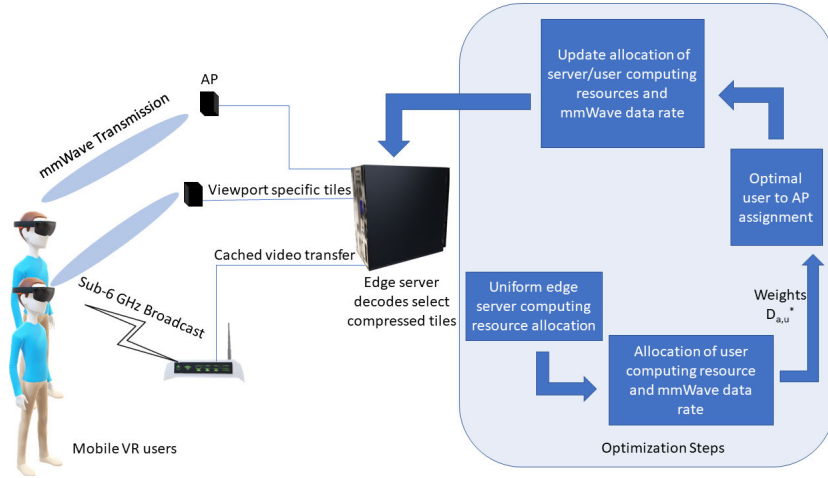 AP
mmWave Transmission
Viewport specific tiles
Cached video transfer
Sub-6 GHz Broadcast
Edge server
decodes select
compressed tiles
Mobile VR users
Update allocation of
server/user computing
resources and
mmWave data rate
Optimal
user to AP
assignment
Uniform edge
server computing
resource allocation
Weights
D_{a,u}*
Allocation of user
computing resource
and mmWave data
rate
Optimization Steps